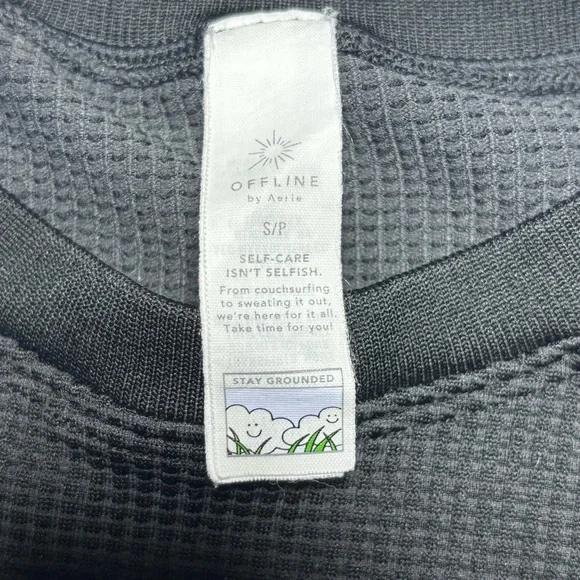 OFFLINE
by Aerie
S/P
SELF-CARE
ISN'T SELFISH.
From couchsurfing
to sweating it out,
we're here for it all.
Take time for you!
STAY GROUNDED